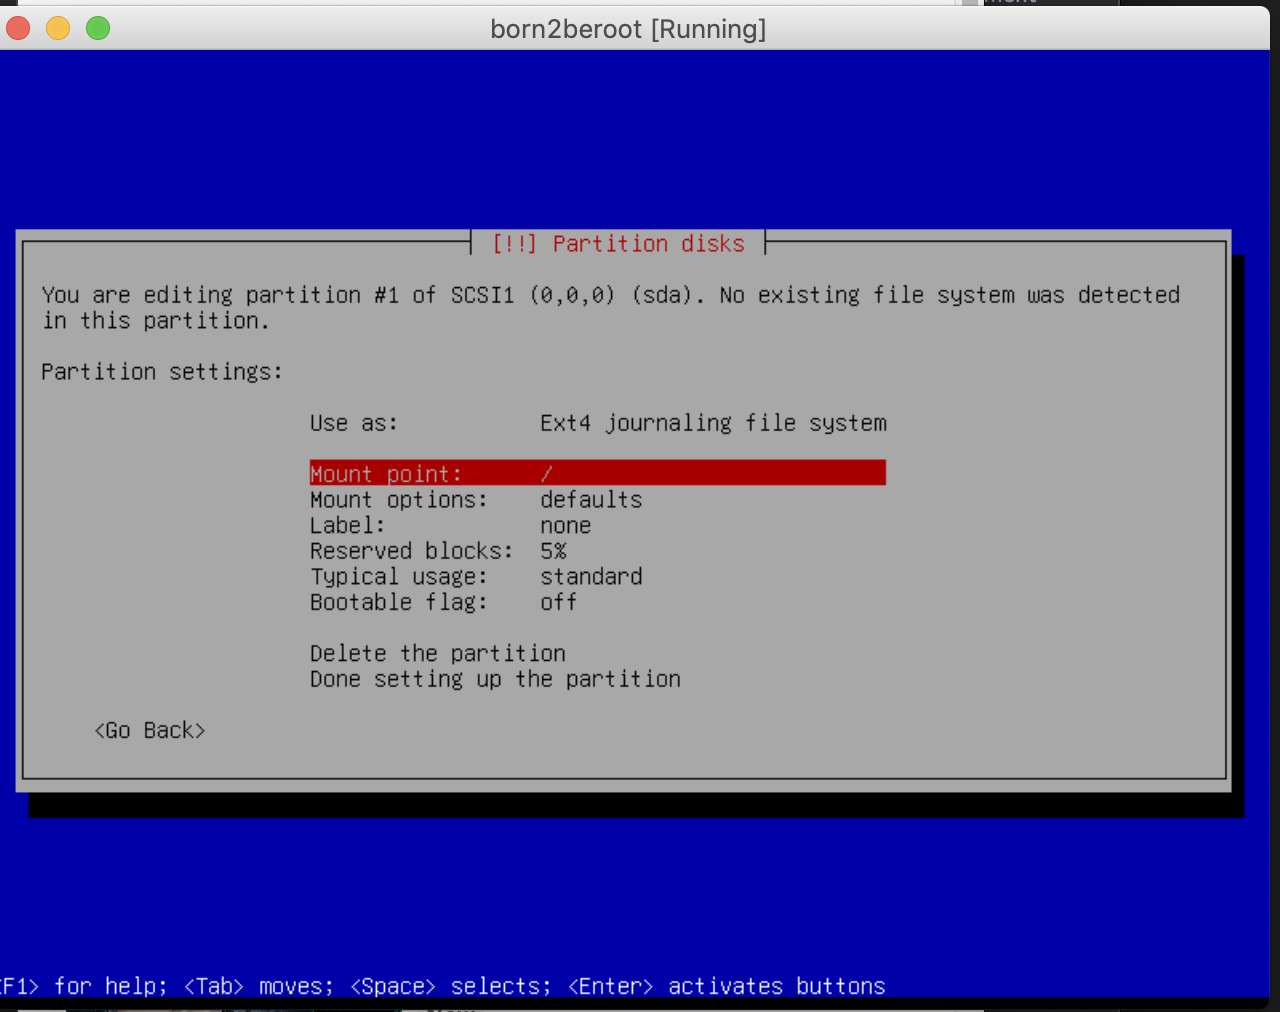 born2beroot [Running]
[!!] Partition disks
You are editing partition #1 of SCSI1 (0,0,0) (sda). No existing file system was detected
in this partition.
Partition settings:
Use as: Ext4 journaling file system
Mount point: /
Mount options: defaults
Label: none
Reserved blocks: 5%
Typical usage: standard
Bootable flag: off
Delete the partition
Done setting up the partition
<Go Back>
F1> for help; <Tab> moves; <Space> selects; <Enter> activates buttons